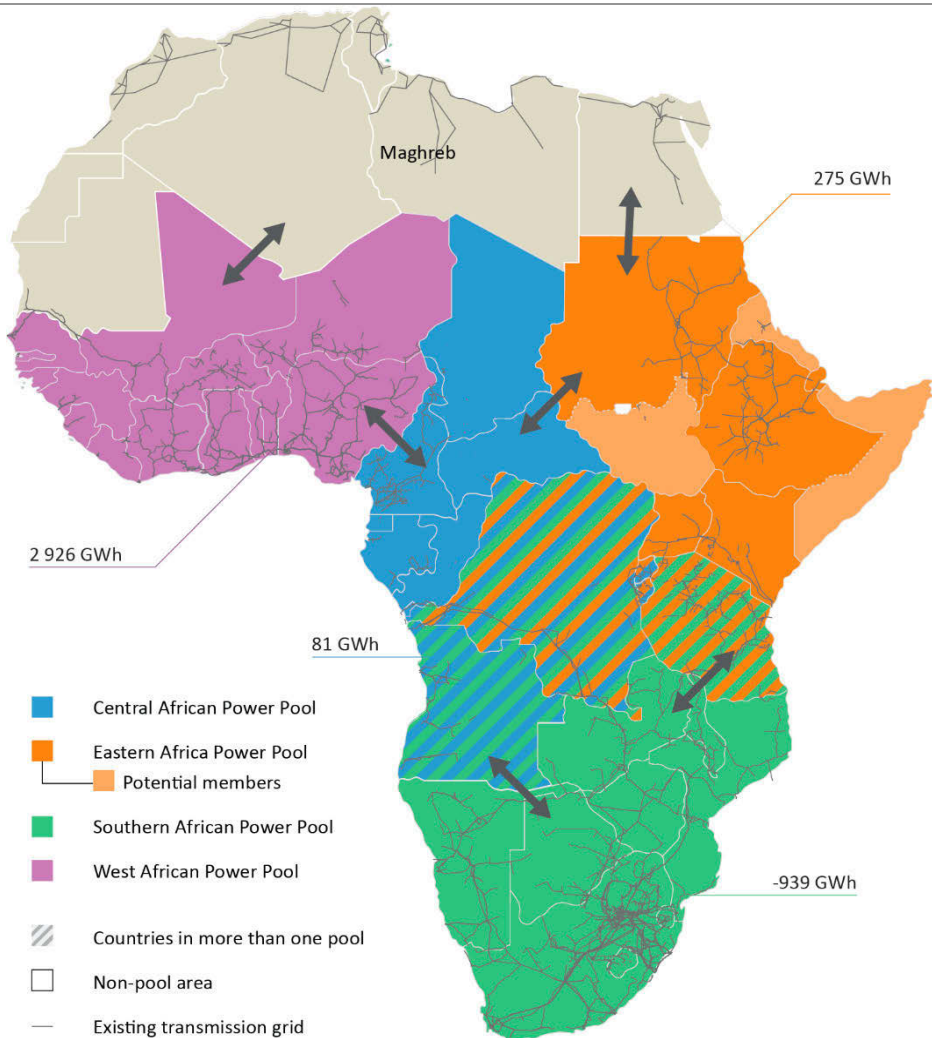 Maghreb
275 GWh
2 926 GWh
81 GWh
-939 GWh
Central African Power Pool
Eastern Africa Power Pool
Potential members
Southern African Power Pool
West African Power Pool
Countries in more than one pool
Non-pool area
Existing transmission grid